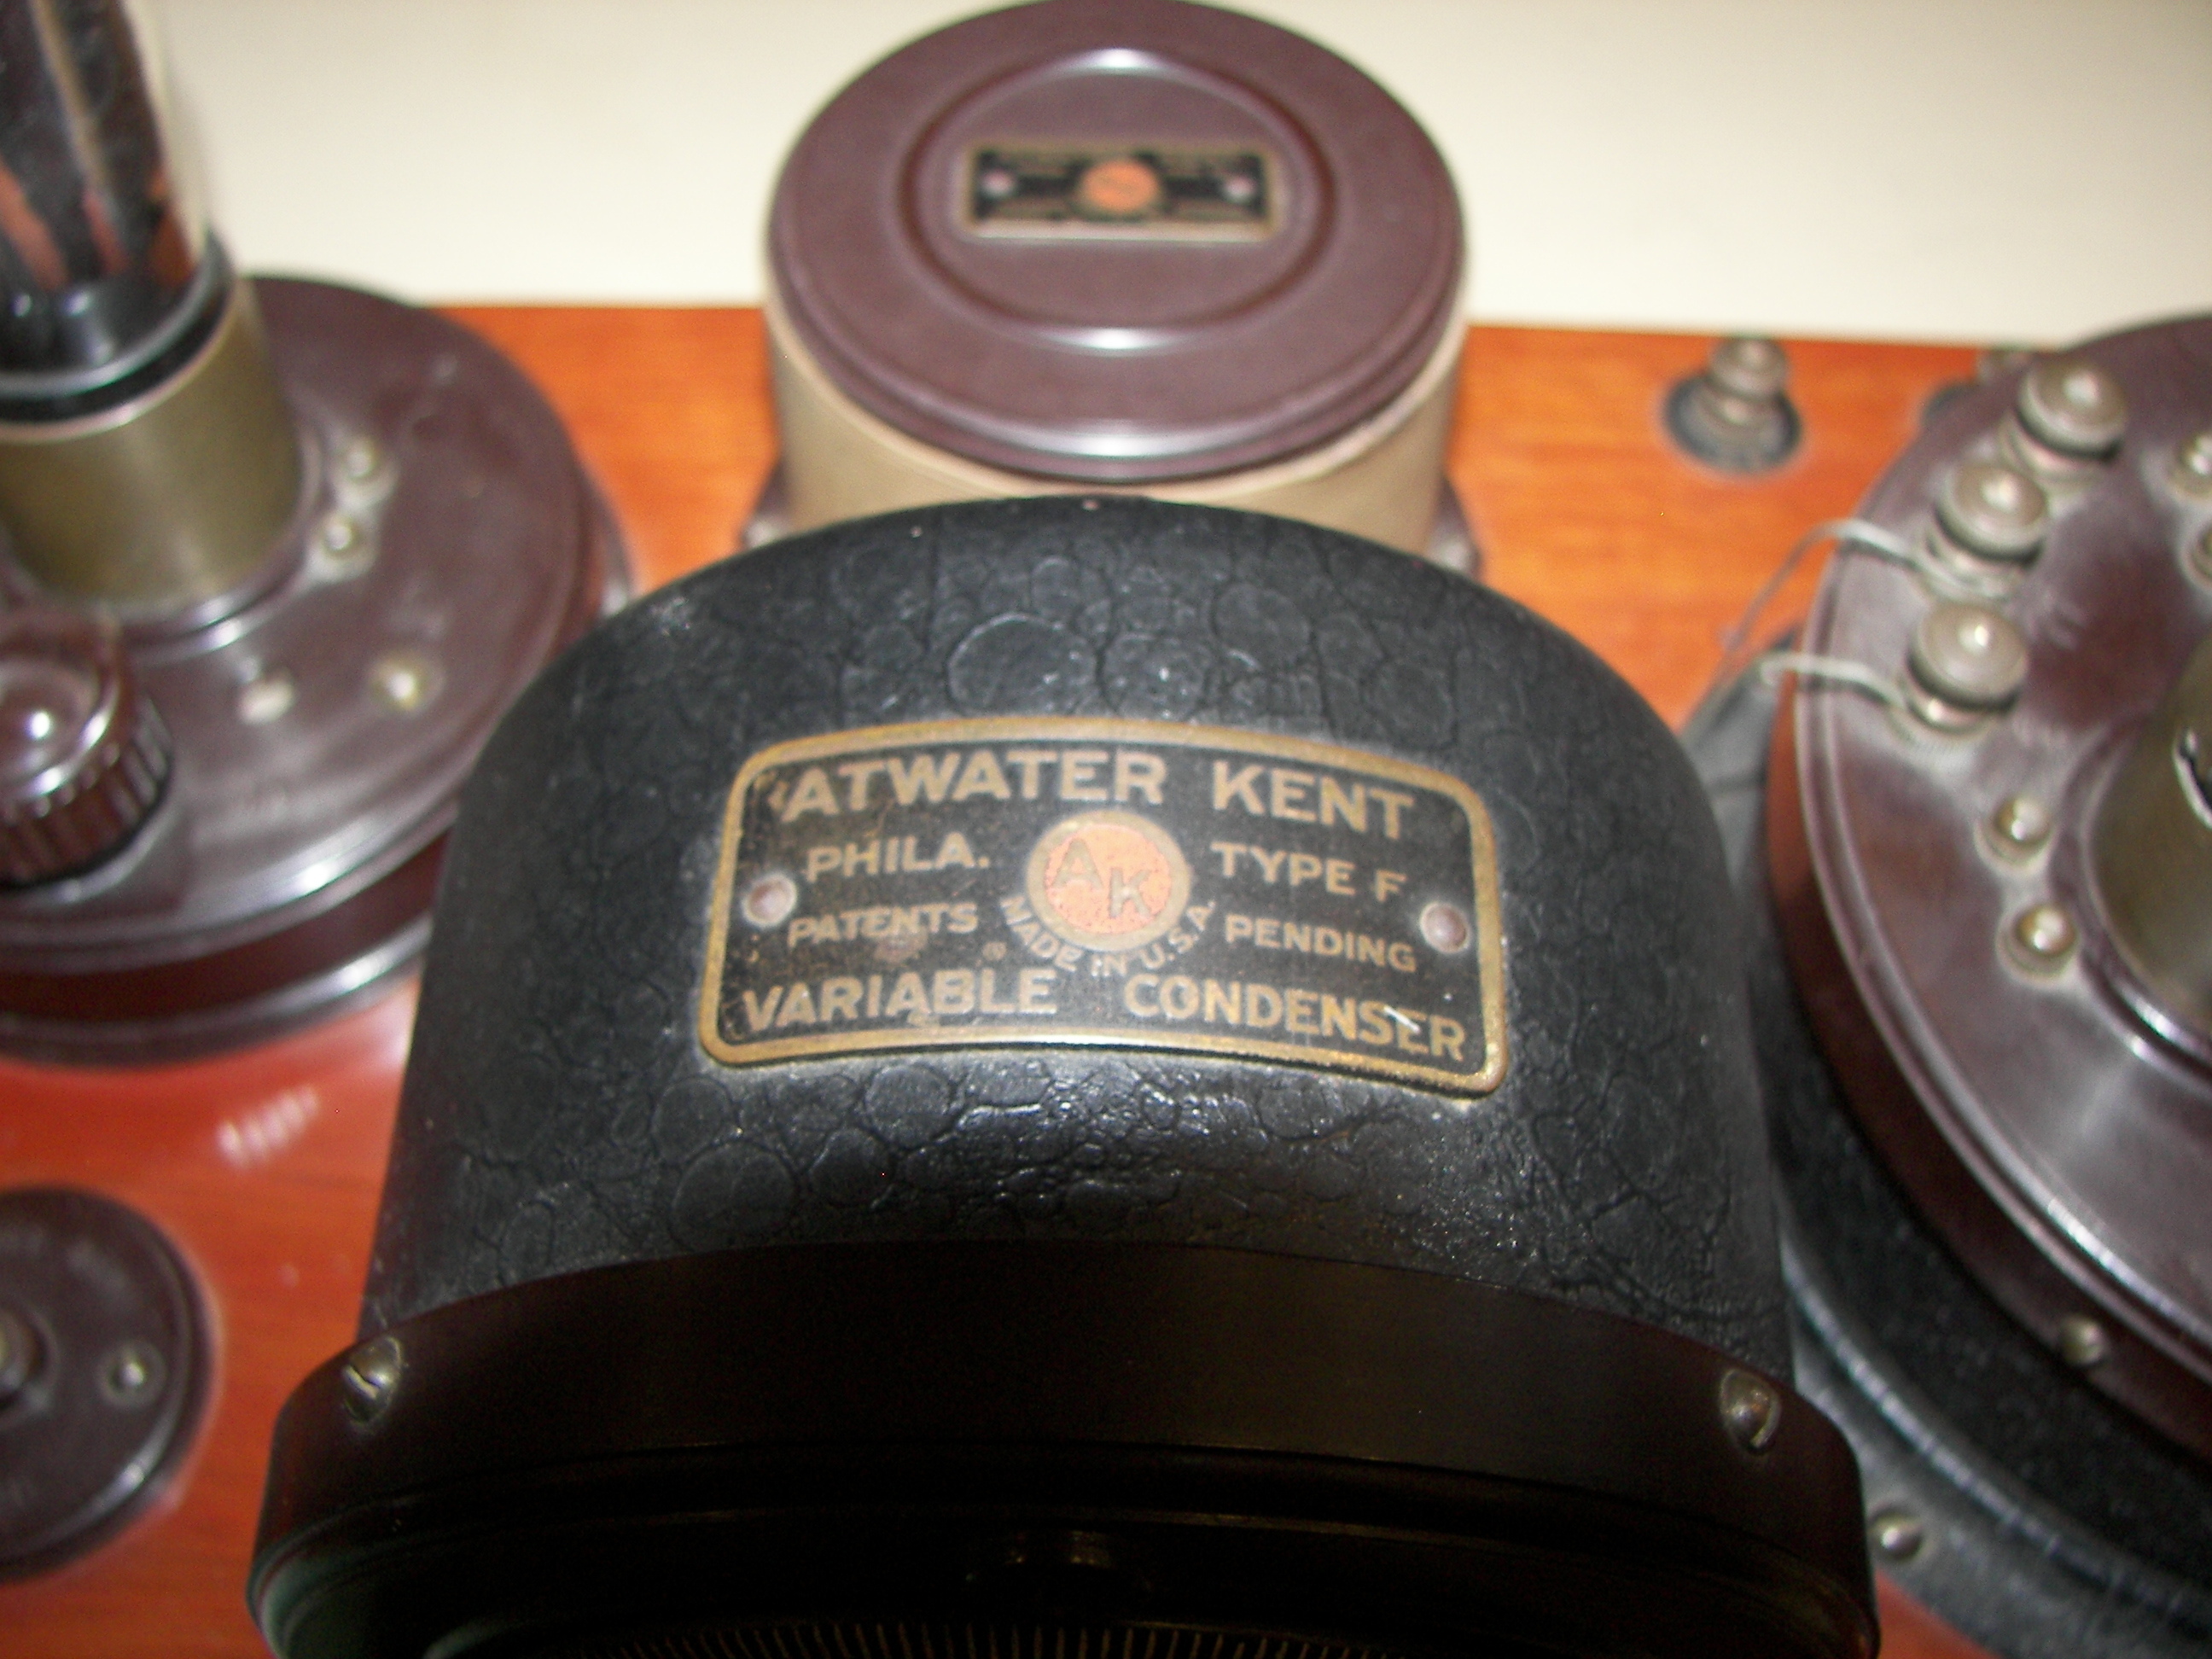 ATWATER KENT
PHILA. AK TYPE F
PATENTS MADE IN U.S.A. PENDING
VARIABLE CONDENSER